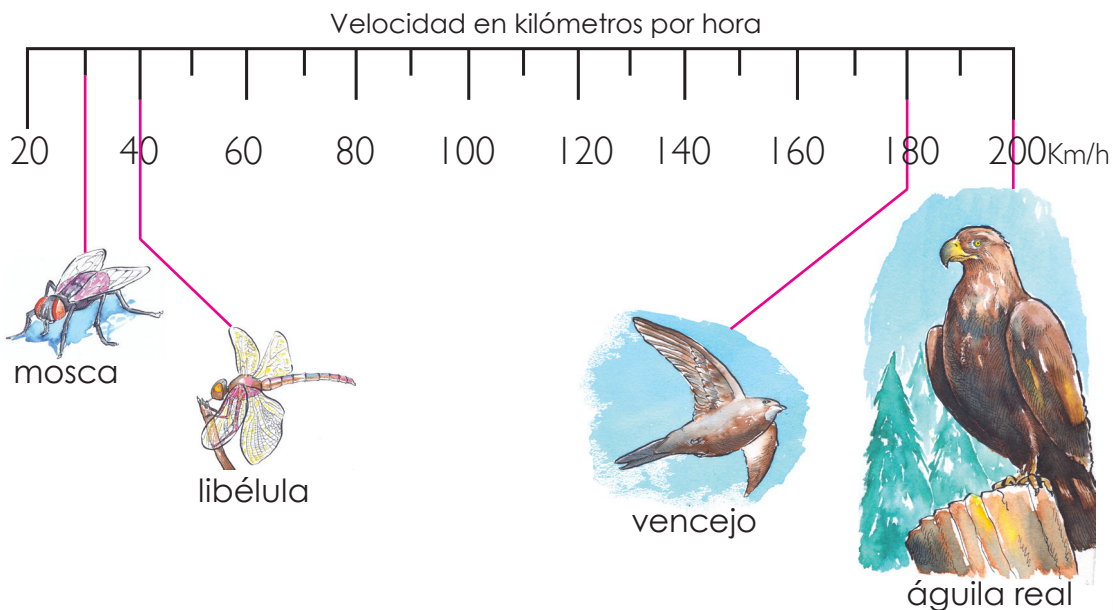 Velocidad en kilómetros por hora
20 40 60 80 100 120 140 160 180 200Km/h
mosca
libélula
vencejo
águila real